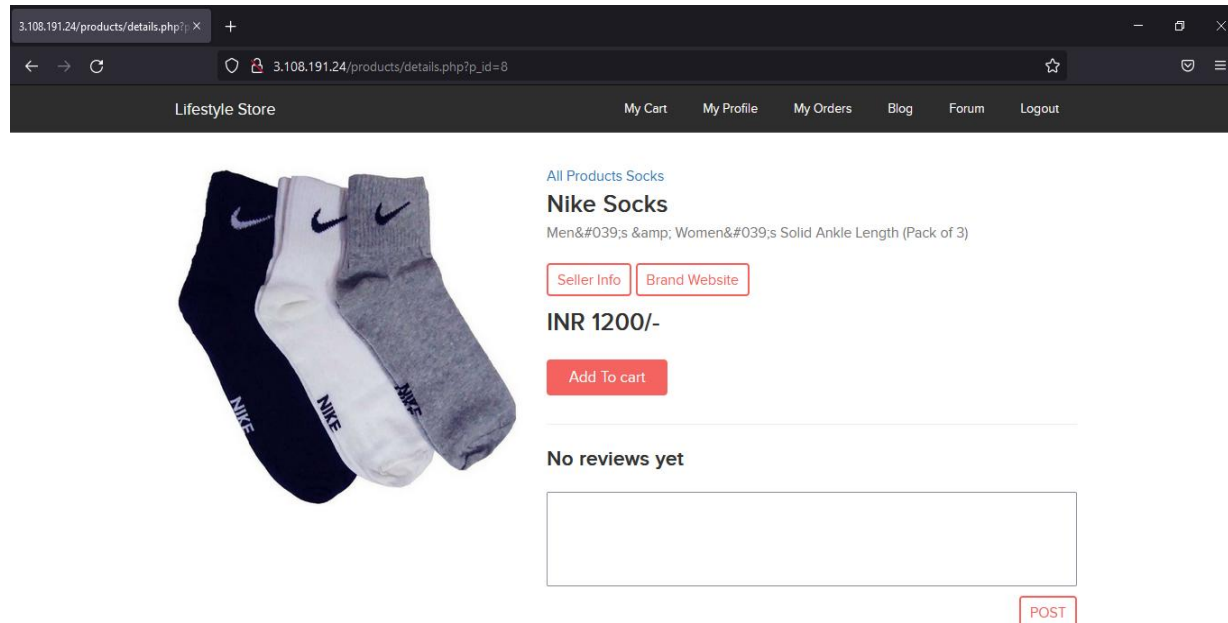 3.108.191.24/products/details.php?p
3.108.191.24/products/details.php?p_id=8
Lifestyle Store My Cart My Profile My Orders Blog Forum Logout
All Products Socks
Nike Socks
Men&#039;s &amp; Women&#039;s Solid Ankle Length (Pack of 3)
Seller Info Brand Website
INR 1200/-
Add To cart
No reviews yet
POST
NIKE
NIKE
NIKE